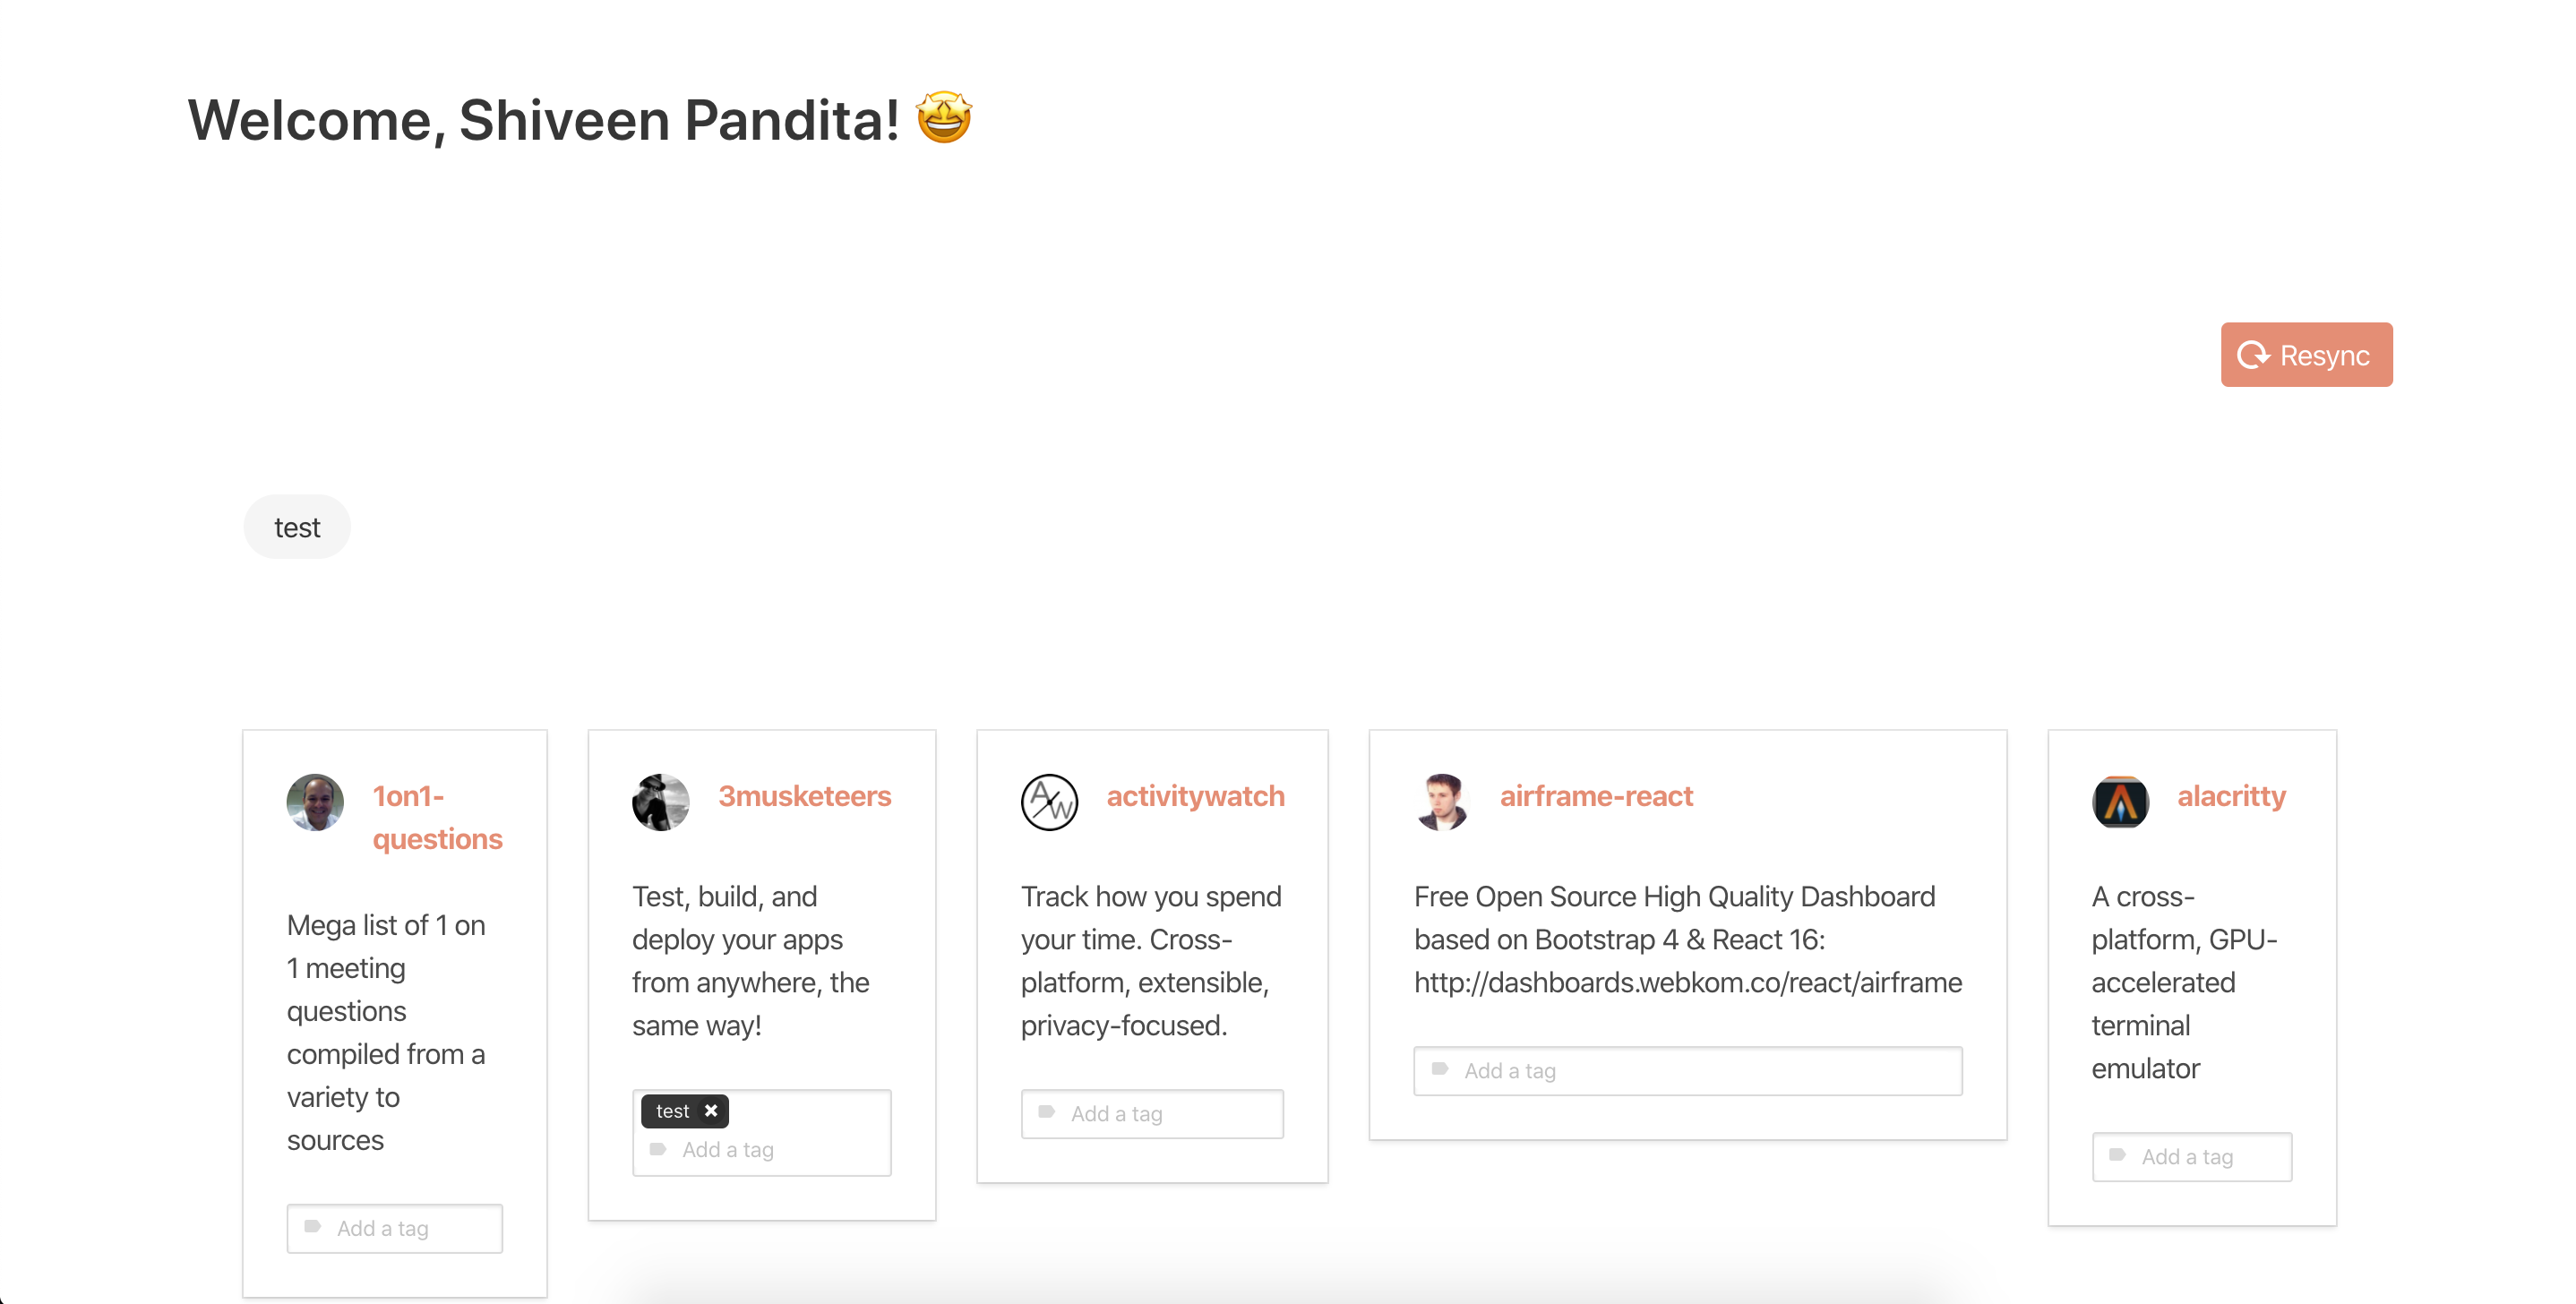 Welcome, Shiveen Pandita! 🤩
Resync
test
1on1-
questions
Mega list of 1 on
1 meeting
questions
compiled from a
variety to
sources
Add a tag
3musketeers
Test, build, and
deploy your apps
from anywhere, the
same way!
test
Add a tag
AW
activitywatch
Track how you spend
your time. Cross-
platform, extensible,
privacy-focused.
Add a tag
airframe-react
Free Open Source High Quality Dashboard
based on Bootstrap 4 & React 16:
http://dashboards.webkom.co/react/airframe
Add a tag
alacritty
A cross-
platform, GPU-
accelerated
terminal
emulator
Add a tag